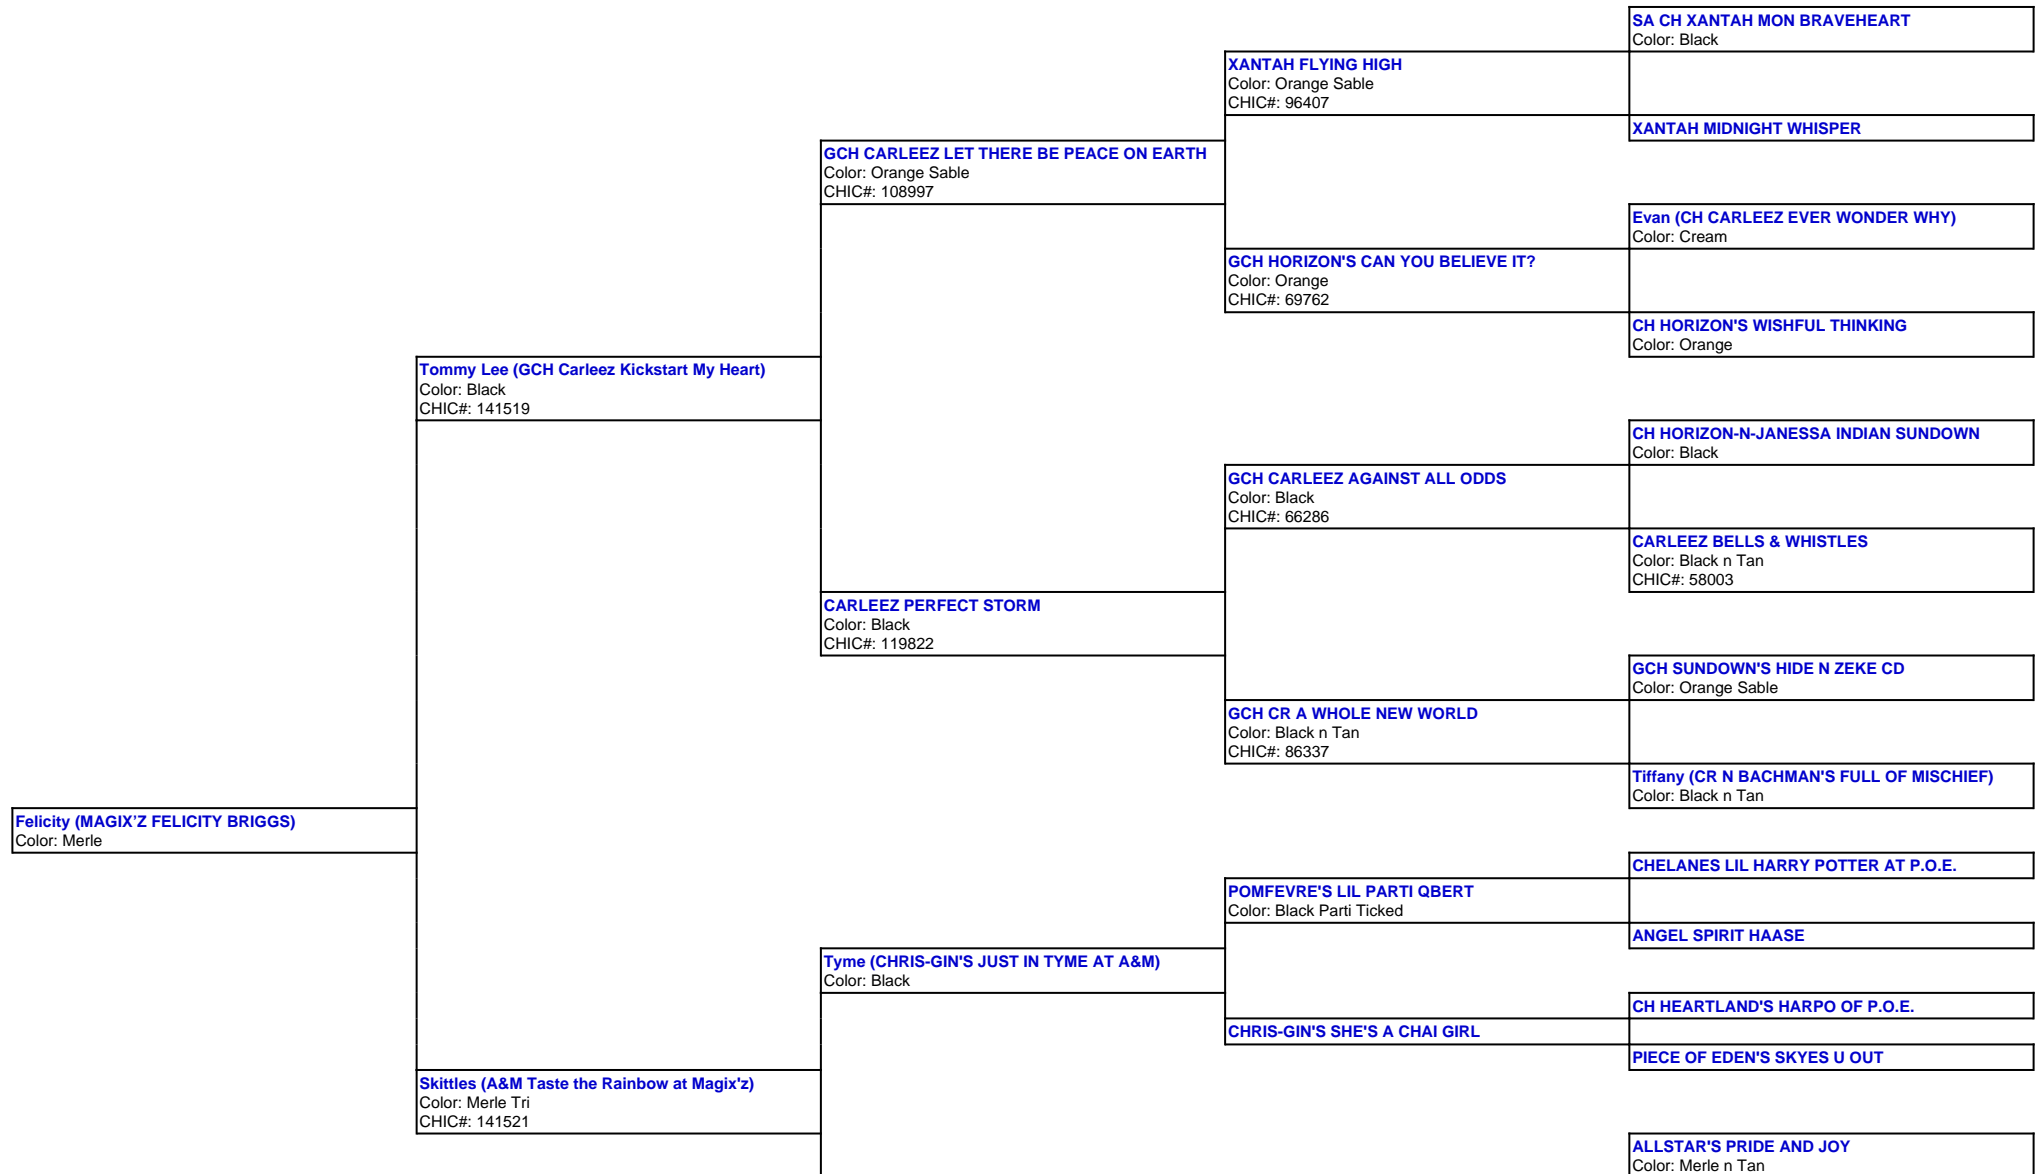 SA CH XANTAH MON BRAVEHEART
Color: Black
XANTAH FLYING HIGH
Color: Orange Sable
CHIC#: 96407
XANTAH MIDNIGHT WHISPER
GCH CARLEEZ LET THERE BE PEACE ON EARTH
Color: Orange Sable
CHIC#: 108997
Evan (CH CARLEEZ EVER WONDER WHY)
Color: Cream
GCH HORIZON'S CAN YOU BELIEVE IT?
Color: Orange
CHIC#: 69762
CH HORIZON'S WISHFUL THINKING
Color: Orange
Tommy Lee (GCH Carleez Kickstart My Heart)
Color: Black
CHIC#: 141519
CH HORIZON-N-JANESSA INDIAN SUNDOWN
Color: Black
GCH CARLEEZ AGAINST ALL ODDS
Color: Black
CHIC#: 66286
CARLEEZ BELLS & WHISTLES
Color: Black n Tan
CHIC#: 58003
CARLEEZ PERFECT STORM
Color: Black
CHIC#: 119822
GCH SUNDOWN'S HIDE N ZEKE CD
Color: Orange Sable
GCH CR A WHOLE NEW WORLD
Color: Black n Tan
CHIC#: 86337
Tiffany (CR N BACHMAN'S FULL OF MISCHIEF)
Color: Black n Tan
Felicity (MAGIX’Z FELICITY BRIGGS)
Color: Merle
CHELANES LIL HARRY POTTER AT P.O.E.
POMFEVRE'S LIL PARTI QBERT
Color: Black Parti Ticked
ANGEL SPIRIT HAASE
Tyme (CHRIS-GIN'S JUST IN TYME AT A&M)
Color: Black
CH HEARTLAND'S HARPO OF P.O.E.
CHRIS-GIN'S SHE'S A CHAI GIRL
PIECE OF EDEN'S SKYES U OUT
Skittles (A&M Taste the Rainbow at Magix'z)
Color: Merle Tri
CHIC#: 141521
ALLSTAR'S PRIDE AND JOY
Color: Merle n Tan